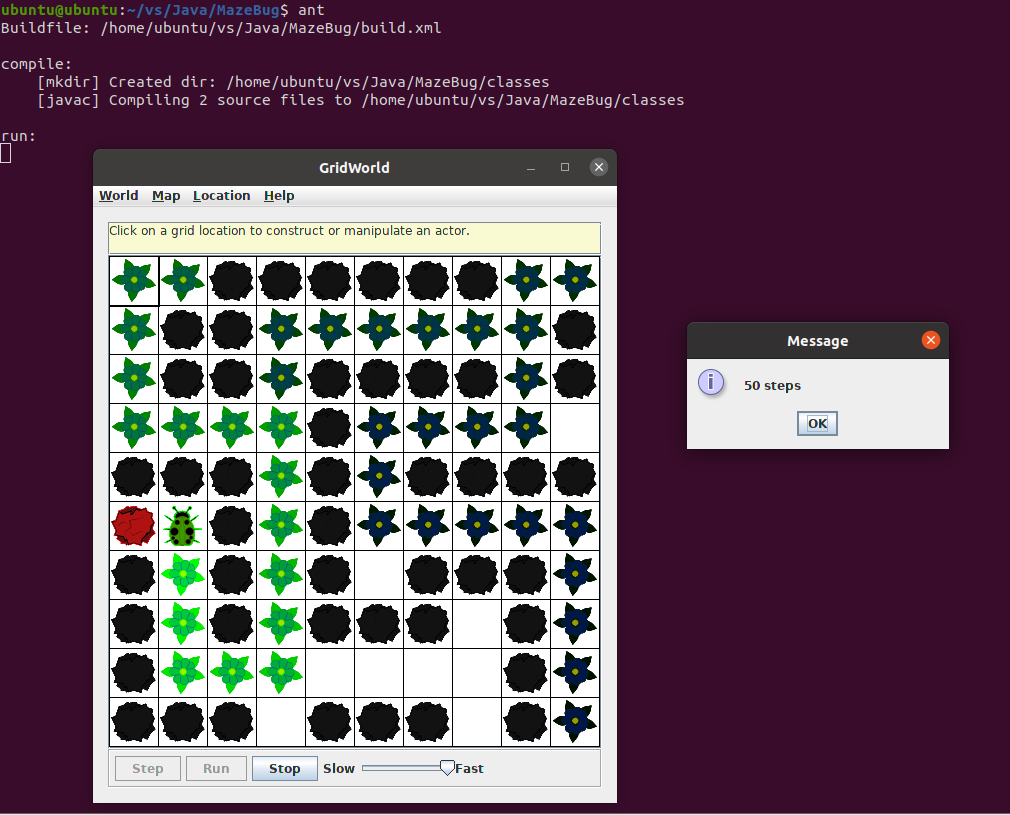 ubuntu@ubuntu:~/vs/Java/MazeBug$ ant
Buildfile: /home/ubuntu/vs/Java/MazeBug/build.xml
compile:
[mkdir] Created dir: /home/ubuntu/vs/Java/MazeBug/classes
[javac] Compiling 2 source files to /home/ubuntu/vs/Java/MazeBug/classes
run:
GridWorld
World Map Location Help
Click on a grid location to construct or manipulate an actor.
Message
50 steps
OK
Step Run Stop Slow Fast